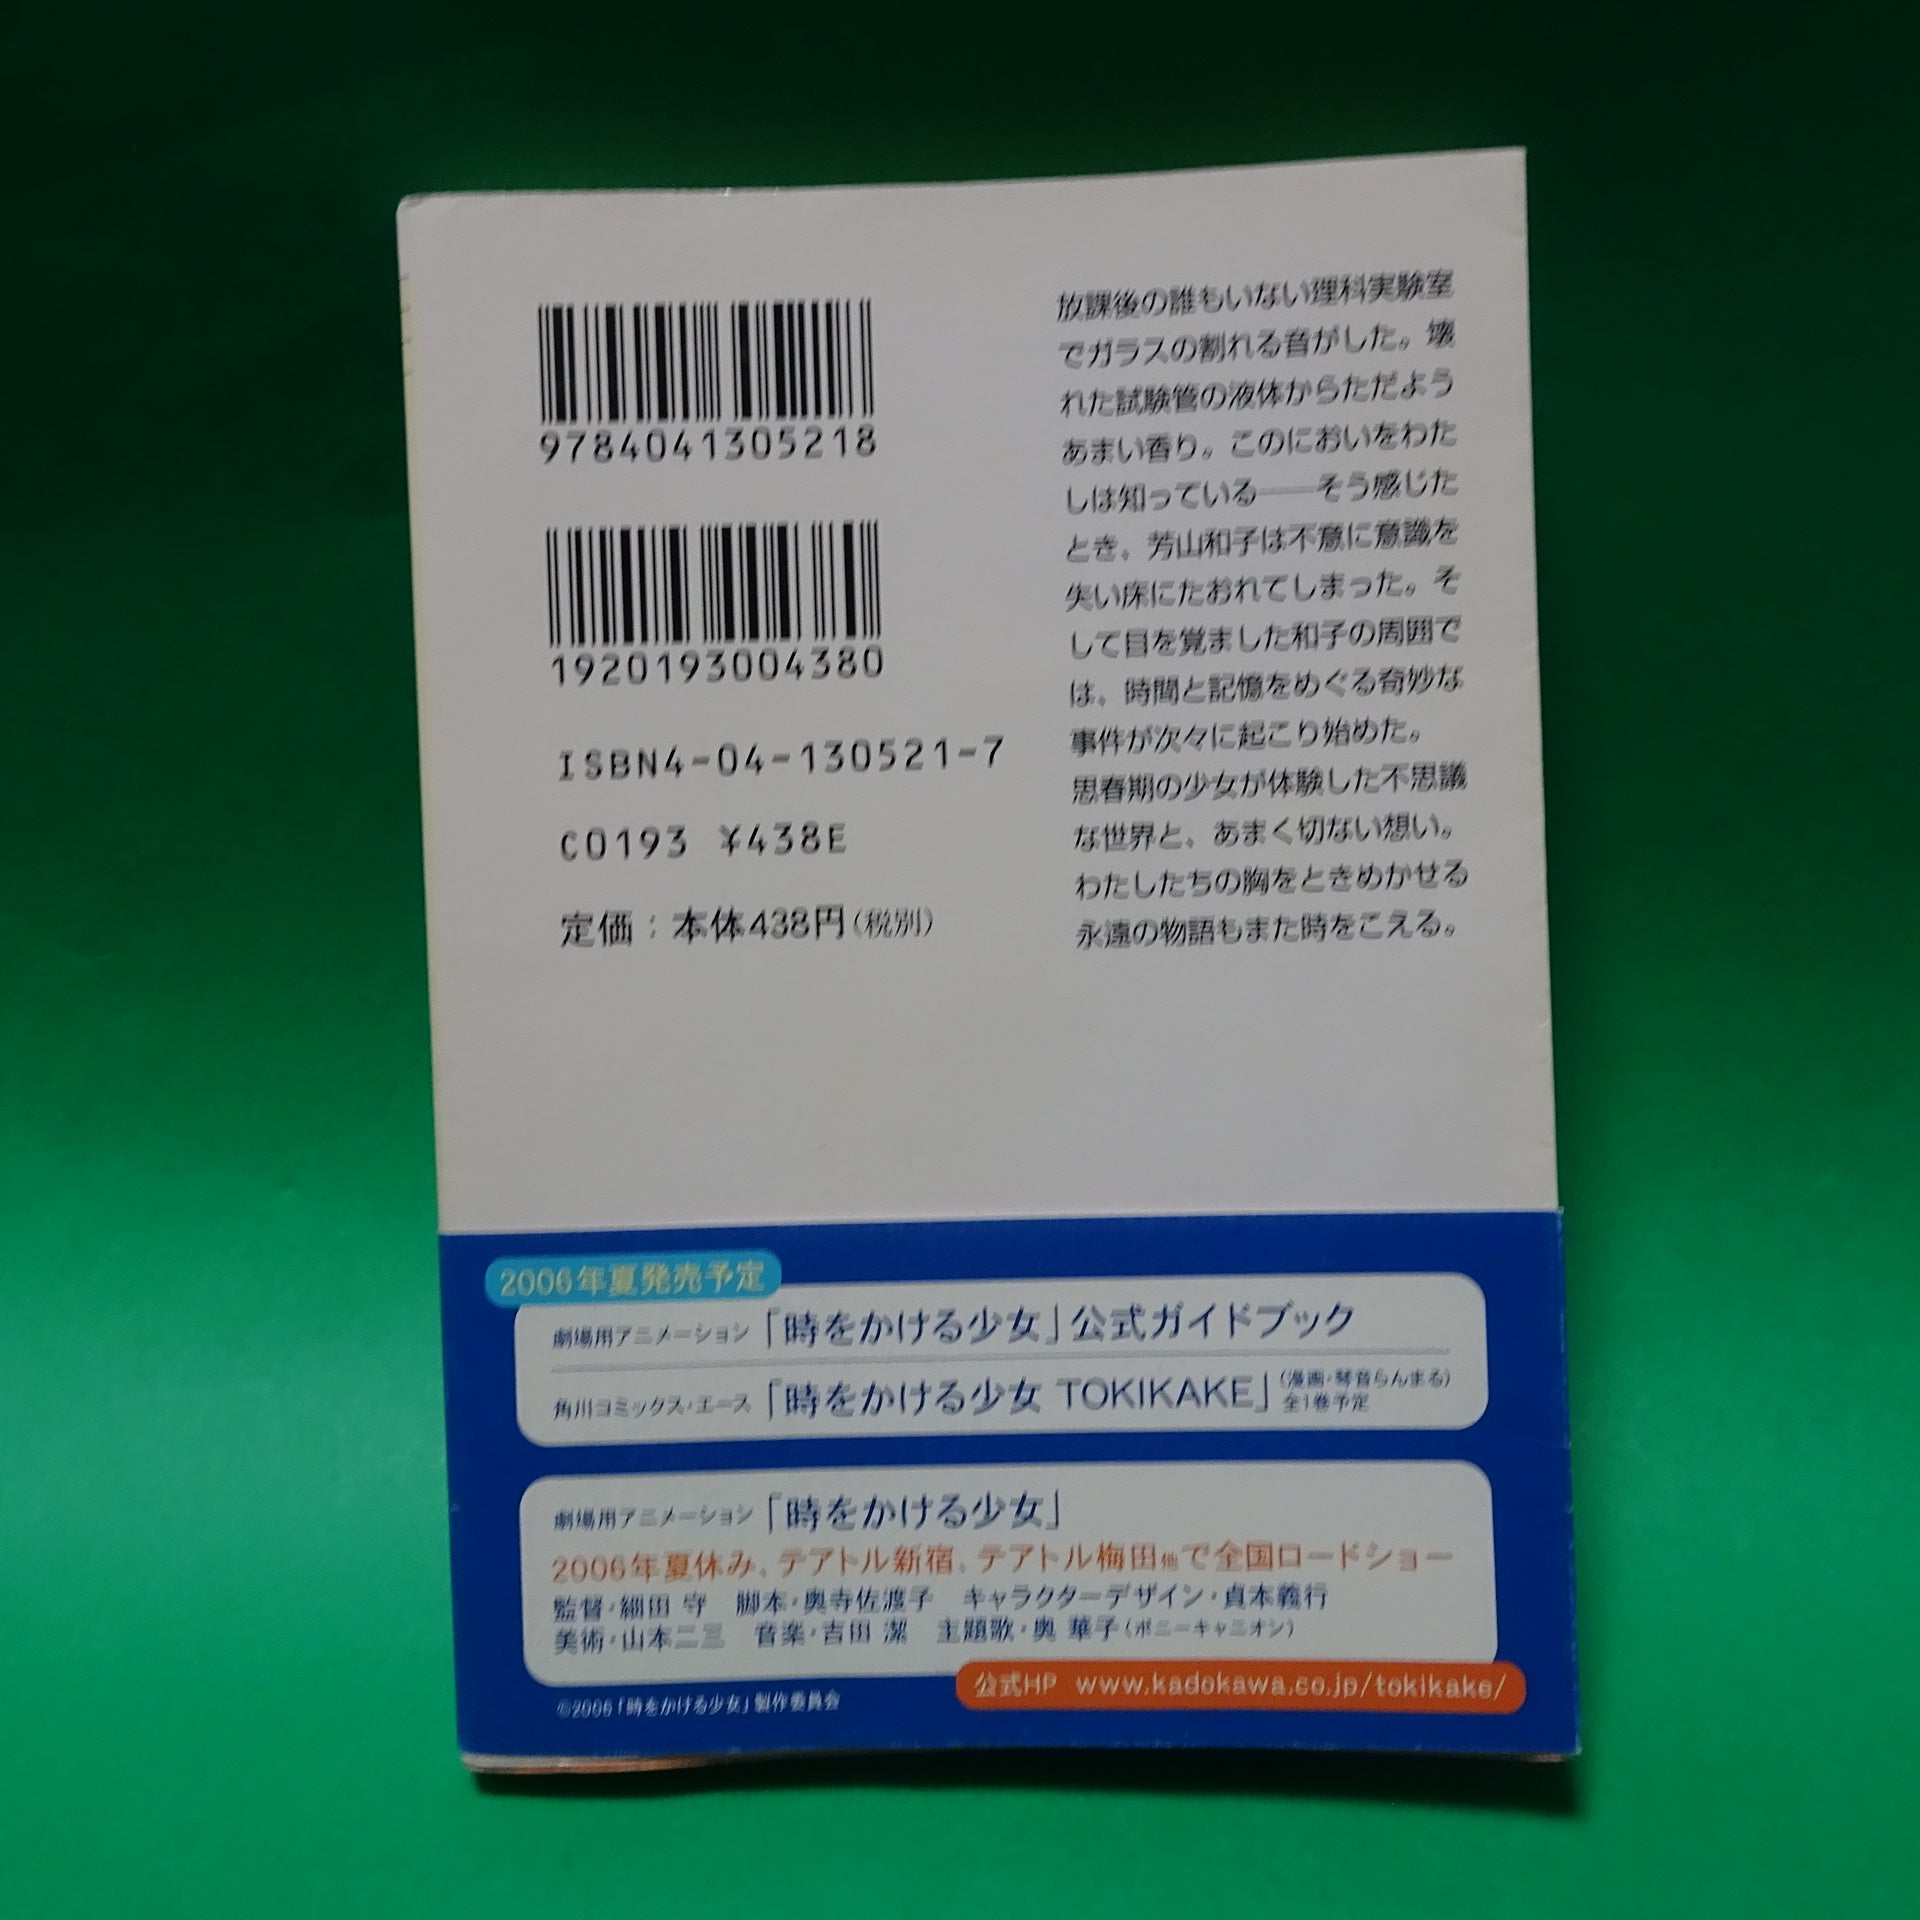 9784041305218
1920193004380
ISBN4-04-130521-7
C0193 ¥438E
定価：本体438円(税別)
放課後の誰もいない理科実験室
でガラスの割れる音がした。壊
れた試験管の液体からただよう
あまい香り。このにおいをわた
しは知っている——そう感じた
とき、芳山和子は不意に意識を
失い床にたおれてしまった。そ
して目を覚ました和子の周囲で
は、時間と記憶をめぐる奇妙な
事件が次々に起こり始めた。
思春期の少女が体験した不思議
な世界と、あまく切ない想い。
わたしたちの胸をときめかせる
永遠の物語もまた時をこえる。
2006年夏発売予定
劇場用アニメーション「時をかける少女」公式ガイドブック
角川コミックス・エース「時をかける少女 TOKIKAKE」(漫画・琴音らんまる)
全1巻予定
劇場用アニメーション「時をかける少女」
2006年夏休み、テアトル新宿、テアトル梅田他で全国ロードショー
監督・細田 守 脚本・奥寺佐渡子 キャラクターデザイン・貞本義行
美術・山本二三 音楽・吉田 潔 主題歌・奥 華子(ポニーキャニオン)
公式HP www.kadokawa.co.jp/tokikake/
©2006「時をかける少女」製作委員会